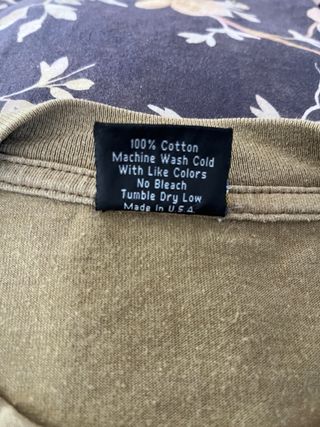 100% Cotton
Machine Wash Cold
With Like Colors
No Bleach
Tumble Dry Low
Made In U.S.A.